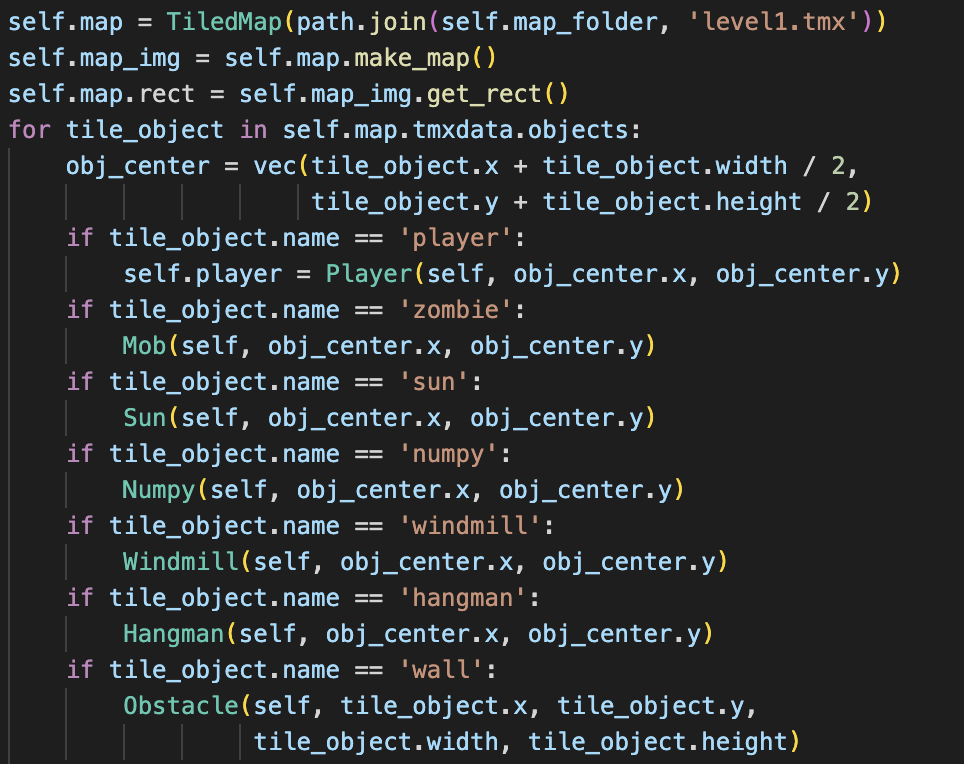 self.map = TiledMap(path.join(self.map_folder, 'level1.tmx'))
self.map_img = self.map.make_map()
self.map.rect = self.map_img.get_rect()
for tile_object in self.map.tmxdata.objects:
    obj_center = vec(tile_object.x + tile_object.width / 2,
                     tile_object.y + tile_object.height / 2)
    if tile_object.name == 'player':
        self.player = Player(self, obj_center.x, obj_center.y)
    if tile_object.name == 'zombie':
        Mob(self, obj_center.x, obj_center.y)
    if tile_object.name == 'sun':
        Sun(self, obj_center.x, obj_center.y)
    if tile_object.name == 'numpy':
        Numpy(self, obj_center.x, obj_center.y)
    if tile_object.name == 'windmill':
        Windmill(self, obj_center.x, obj_center.y)
    if tile_object.name == 'hangman':
        Hangman(self, obj_center.x, obj_center.y)
    if tile_object.name == 'wall':
        Obstacle(self, tile_object.x, tile_object.y,
                 tile_object.width, tile_object.height)